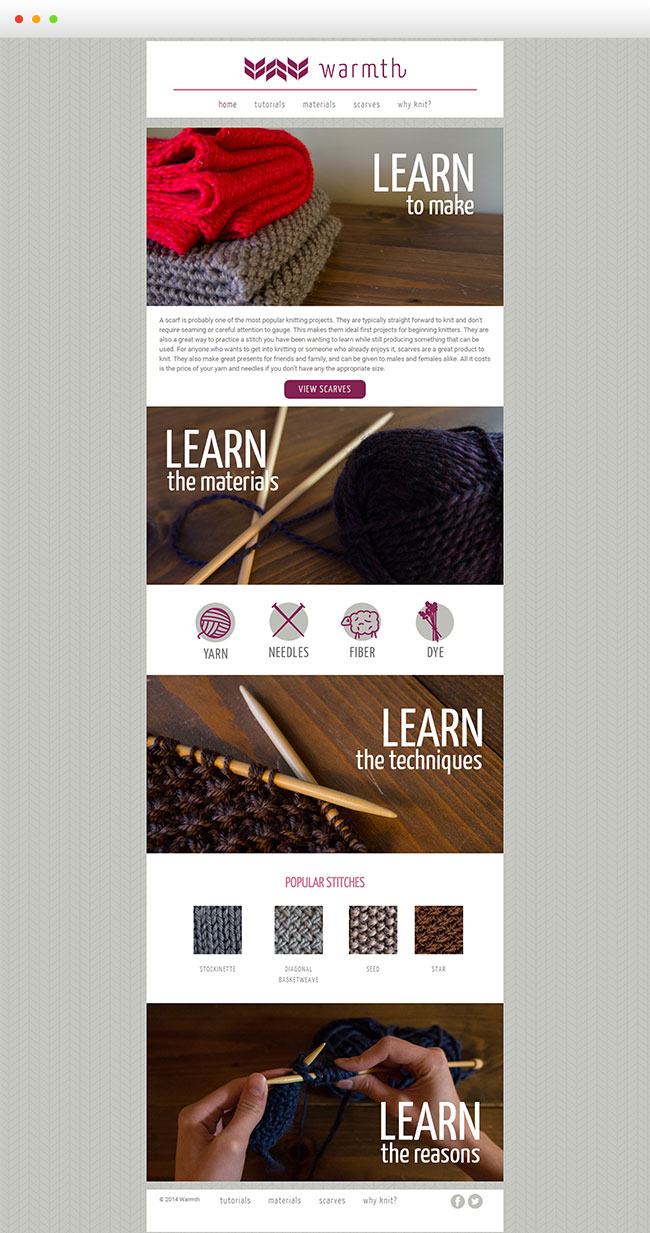 warmth
home tutorials materials scarves why knit?
LEARN
to make
A scarf is probably one of the most popular knitting projects. They are typically straight forward to knit and don't
require seaming or careful attention to gauge. This makes them ideal first projects for beginning knitters. They are
also a great way to practice a stitch you have been wanting to learn while still producing something that can be
used. For anyone who wants to get into knitting or someone who already enjoys it, scarves are a great product to
knit. They also make great presents for friends and family, and can be given to males and females alike. All it costs
is the price of your yarn and needles if you don't have any the appropriate size.
VIEW SCARVES
LEARN
the materials
YARN NEEDLES FIBER DYE
LEARN
the techniques
POPULAR STITCHES
STOCKINETTE DIAGONAL SEED STAR
BASKETWEAVE
LEARN
the reasons
© 2014 Warmth tutorials materials scarves why knit?